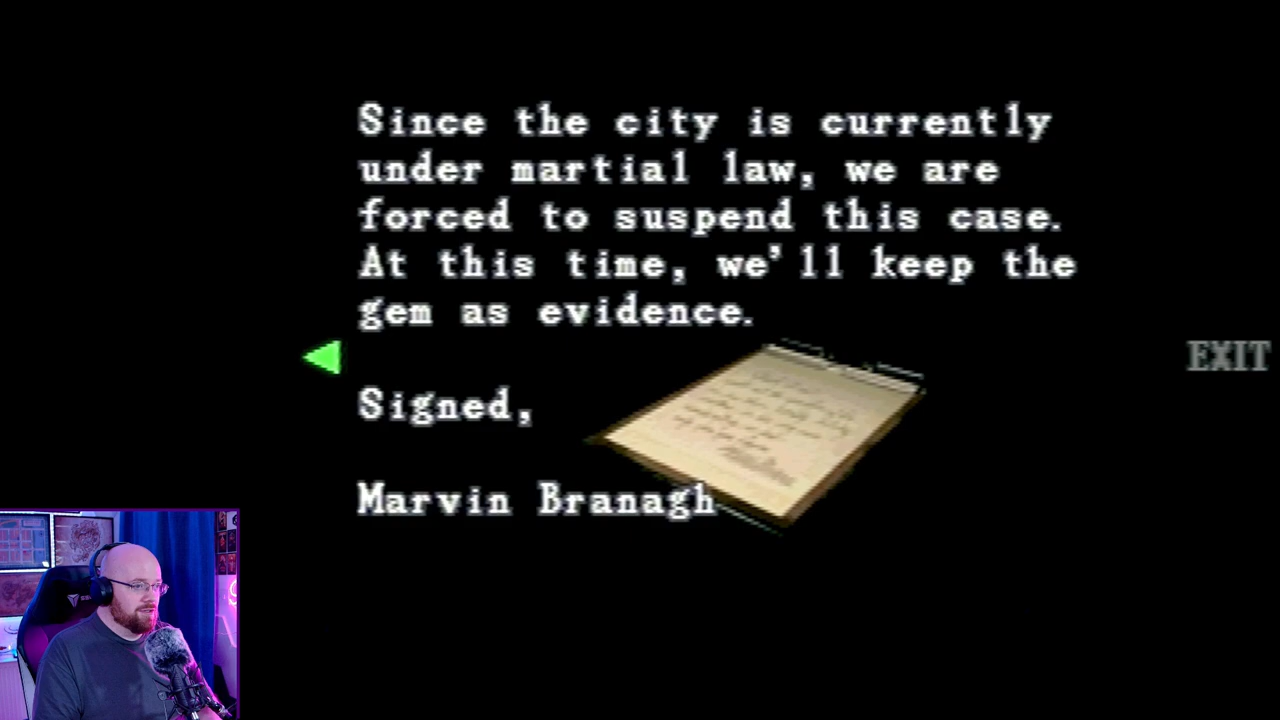 Since the city is currently
under martial law, we are
forced to suspend this case.
At this time, we'll keep the
gem as evidence.
EXIT
Signed,
Marvin Branagh